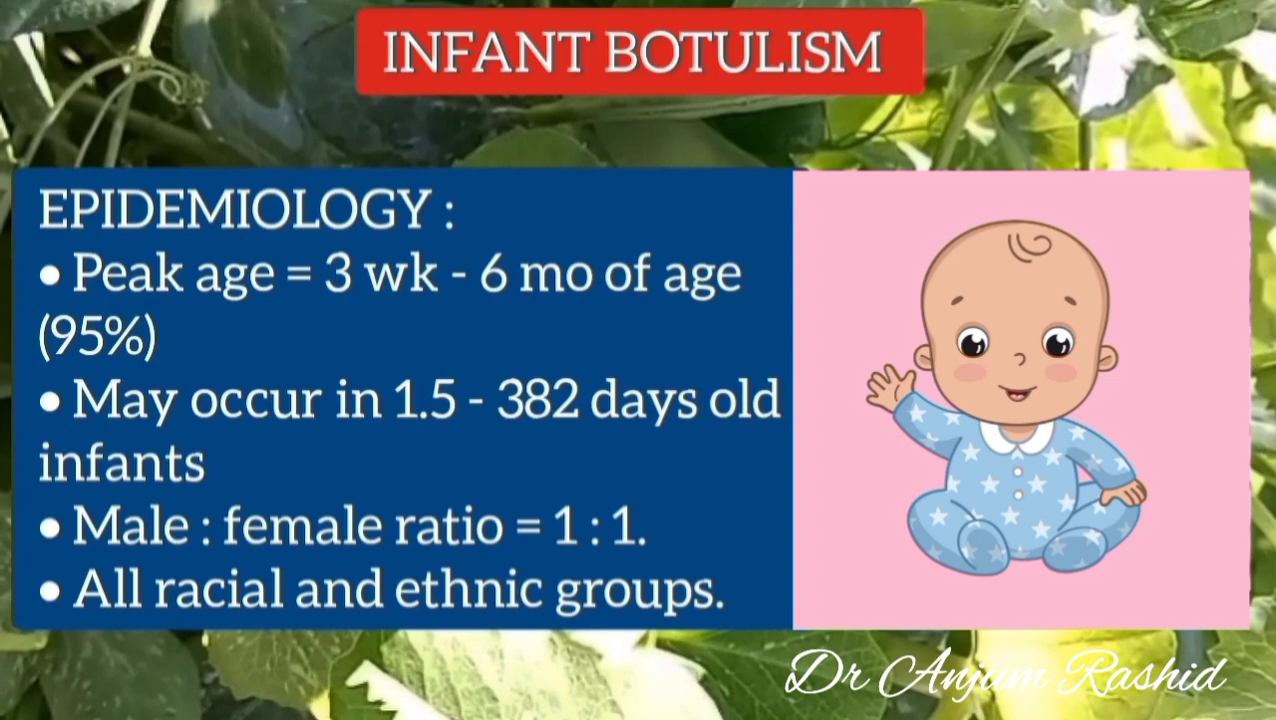 INFANT BOTULISM
EPIDEMIOLOGY :
• Peak age = 3 wk - 6 mo of age
(95%)
• May occur in 1.5 - 382 days old
infants
• Male : female ratio = 1 : 1.
• All racial and ethnic groups.
Dr Anjum Rashid